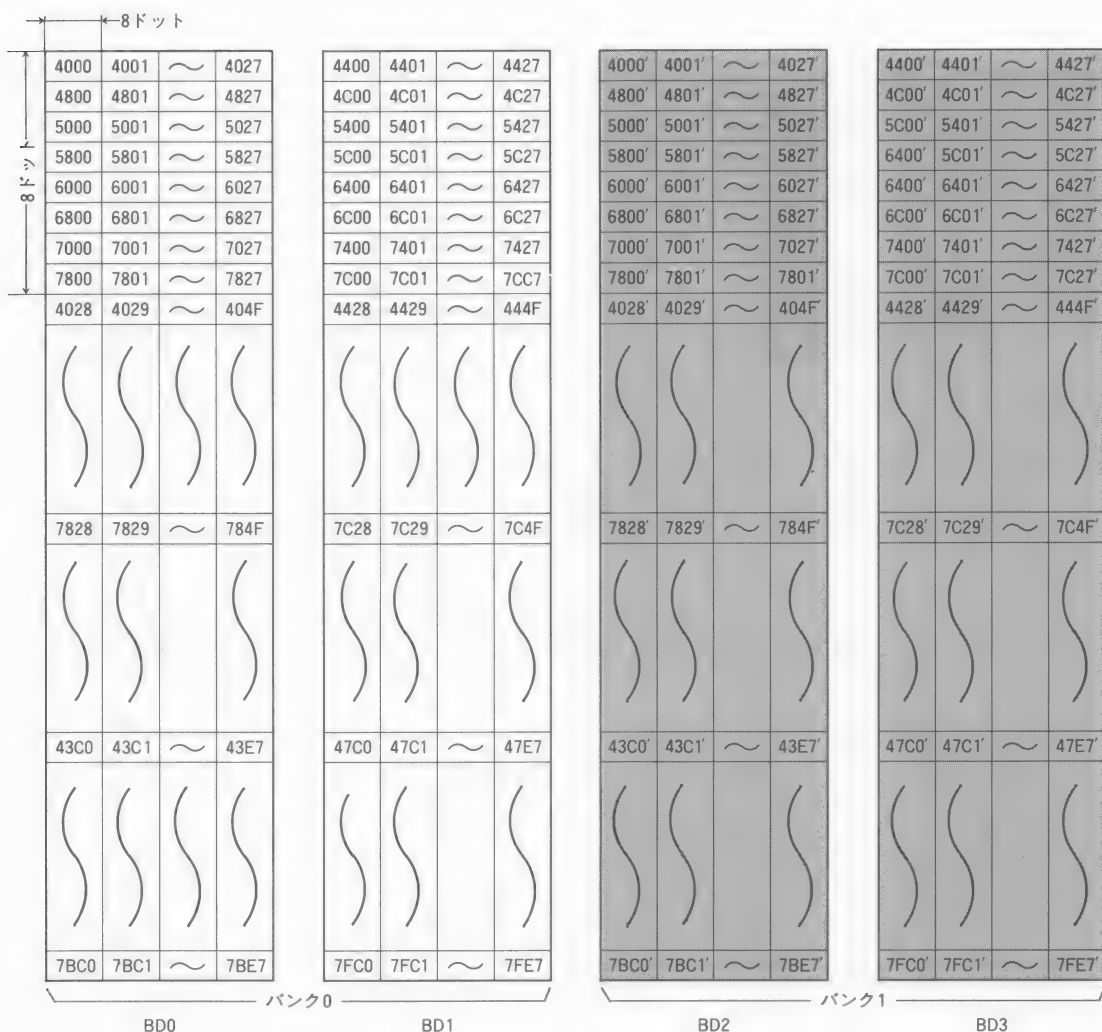 8ドット
4000 4001 〜 4027 4400 4401 〜 4427 4000′ 4001′ 〜 4027′ 4400′ 4401′ 〜 4427′
4800 4801 〜 4827 4C00 4C01 〜 4C27 4800′ 4801′ 〜 4827′ 4C00′ 4C01′ 〜 4C27′
5000 5001 〜 5027 5400 5401 〜 5427 5000′ 5001′ 〜 5027′ 5C00′ 5401′ 〜 5427′
5800 5801 〜 5827 5C00 5C01 〜 5C27 5800′ 5801′ 〜 5827′ 6400′ 5C01′ 〜 5C27′
8ドット
6000 6001 〜 6027 6400 6401 〜 6427 6000′ 6001′ 〜 6027′ 6400′ 6401′ 〜 6427′
6800 6801 〜 6827 6C00 6C01 〜 6C27 6800′ 6801′ 〜 6827′ 6C00′ 6C01′ 〜 6C27′
7000 7001 〜 7027 7400 7401 〜 7427 7000′ 7001′ 〜 7027′ 7400′ 7401′ 〜 7427′
7800 7801 〜 7827 7C00 7C01 〜 7CC7 7800′ 7801′ 〜 7801′ 7C00′ 7C01′ 〜 7C27′
4028 4029 〜 404F 4428 4429 〜 444F 4028′ 4029′ 〜 404F′ 4428′ 4429′ 〜 444F′
7828 7829 〜 784F 7C28 7C29 〜 7C4F 7828′ 7829′ 〜 784F′ 7C28′ 7C29′ 〜 7C4F′
43C0 43C1 〜 43E7 47C0 47C1 〜 47E7 43C0′ 43C1′ 〜 43E7′ 47C0′ 47C1′ 〜 47E7′
7BC0 7BC1 〜 7BE7 7FC0 7FC1 〜 7FE7 7BC0′ 7BC1′ 〜 7BE7′ 7FC0′ 7FC1′ 〜 7FE7′
バンク0 バンク1
BD0 BD1 BD2 BD3